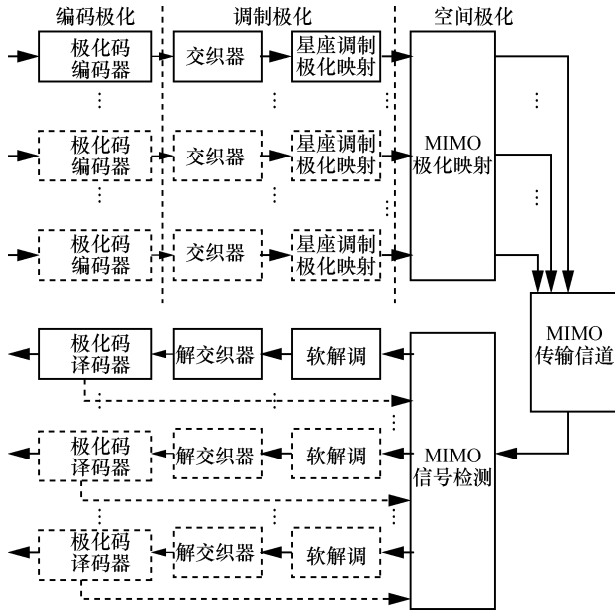 编码极化
调制极化
空间极化
极化码
编码器
交织器
星座调制
极化映射
极化码
编码器
交织器
星座调制
极化映射
MIMO
极化映射
极化码
编码器
交织器
星座调制
极化映射
MIMO
传输信道
极化码
译码器
解交织器
软解调
极化码
译码器
解交织器
软解调
MIMO
信号检测
极化码
译码器
解交织器
软解调